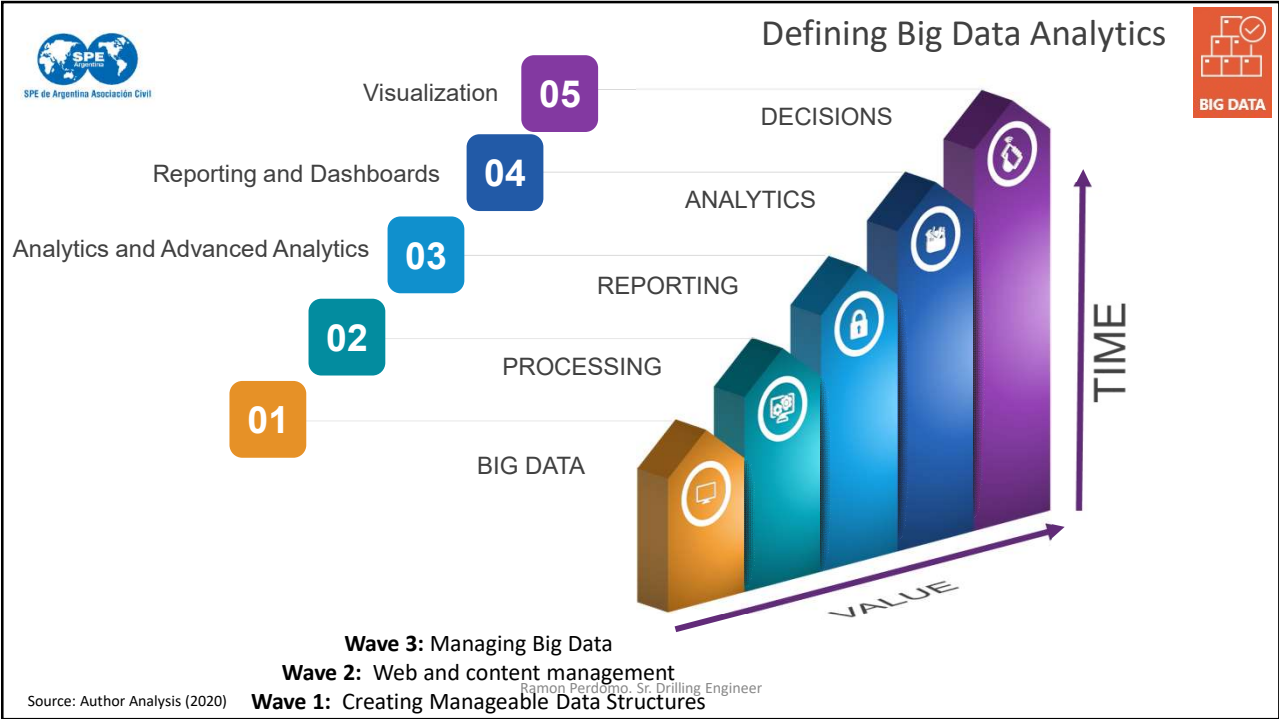 Defining Big Data Analytics
SPE
Argentina
SPE de Argentina Asociación Civil
BIG DATA
Visualization
05
DECISIONS
Reporting and Dashboards
04
ANALYTICS
Analytics and Advanced Analytics
03
REPORTING
02
PROCESSING
01
BIG DATA
TIME
VALUE
Wave 3: Managing Big Data
Wave 2: Web and content management
Ramon Perdomo. Sr. Drilling Engineer
Source: Author Analysis (2020)
Wave 1: Creating Manageable Data Structures